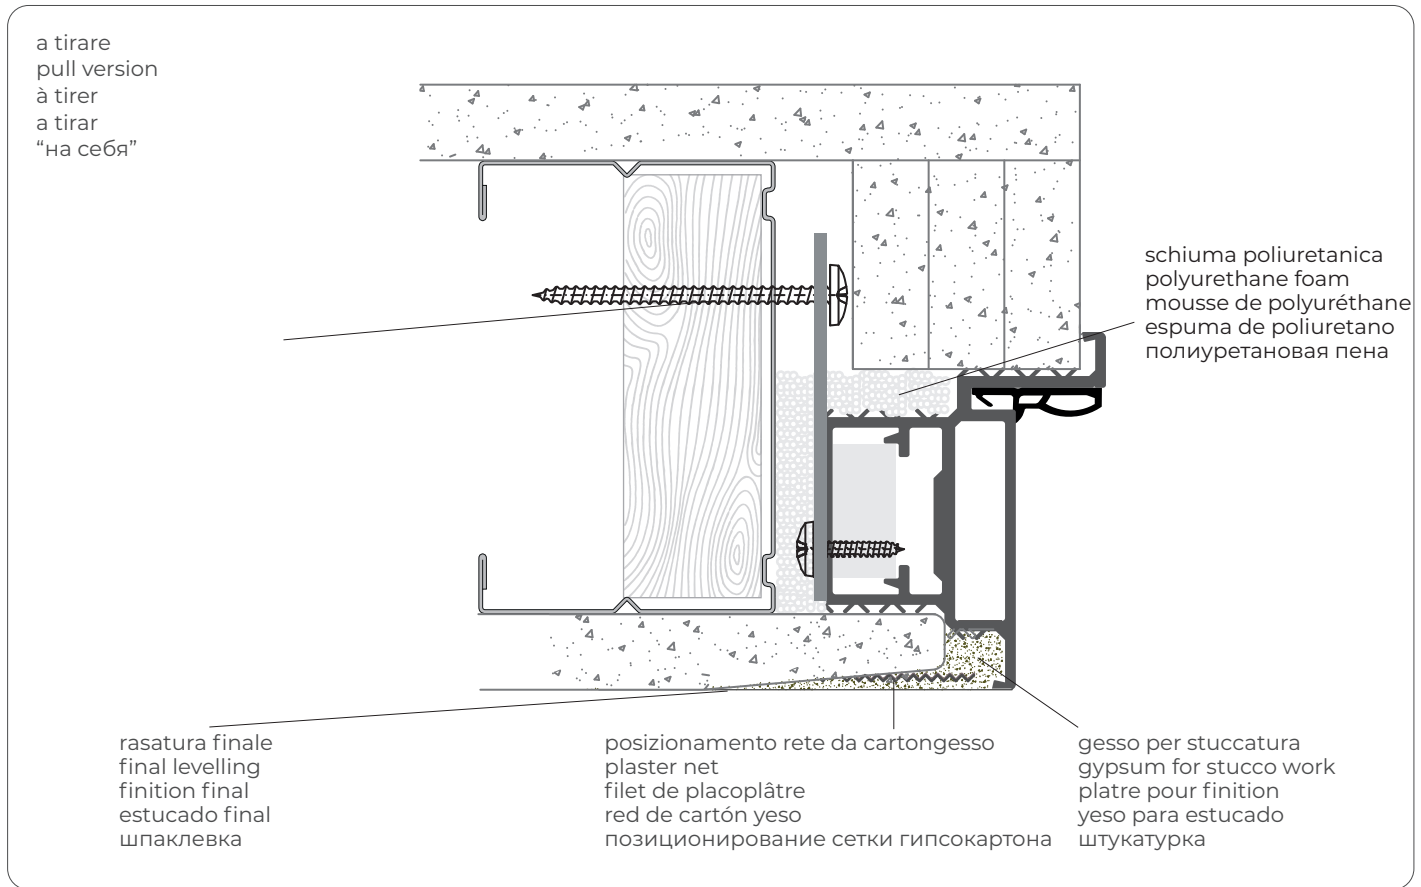 a tirare
pull version
à tirer
a tirar
“на себя”
schiuma poliuretanica
polyurethane foam
mousse de polyuréthane
espuma de poliuretano
полиуретановая пена
rasatura finale
final levelling
finition final
estucado final
шпаклевка
posizionamento rete da cartongesso
plaster net
filet de placoplâtre
red de cartón yeso
позиционирование сетки гипсокартона
gesso per stuccatura
gypsum for stucco work
platre pour finition
yeso para estucado
штукатурка